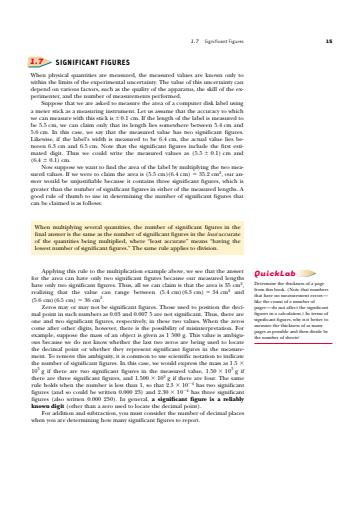 1.7 Significant Figures 15
1.7 SIGNIFICANT FIGURES
When physical quantities are measured, the measured values are known only to
within the limits of the experimental uncertainty. The value of this uncertainty can
depend on various factors, such as the quality of the apparatus, the skill of the ex-
perimenter, and the number of measurements performed.
Suppose that we are asked to measure the area of a computer disk label using
a meter stick as a measuring instrument. Let us assume that the accuracy to which
we can measure with this stick is ± 0.1 cm. If the length of the label is measured to
be 5.5 cm, we can claim only that its length lies somewhere between 5.4 cm and
5.6 cm. In this case, we say that the measured value has two significant figures.
Likewise, if the label's width is measured to be 6.4 cm, the actual value lies be-
tween 6.3 cm and 6.5 cm. Note that the significant figures include the first esti-
mated digit. Thus we could write the measured values as (5.5 ± 0.1) cm and
(6.4 ± 0.1) cm.
Now suppose we want to find the area of the label by multiplying the two mea-
sured values. If we were to claim the area is (5.5 cm)(6.4 cm) = 35.2 cm², our an-
swer would be unjustifiable because it contains three significant figures, which is
greater than the number of significant figures in either of the measured lengths. A
good rule of thumb to use in determining the number of significant figures that
can be claimed is as follows:
When multiplying several quantities, the number of significant figures in the
final answer is the same as the number of significant figures in the least accurate
of the quantities being multiplied, where "least accurate" means "having the
lowest number of significant figures." The same rule applies to division.
Applying this rule to the multiplication example above, we see that the answer
for the area can have only two significant figures because our measured lengths
have only two significant figures. Thus, all we can claim is that the area is 35 cm²,
realizing that the value can range between (5.4 cm)(6.3 cm) = 34 cm² and
(5.6 cm)(6.5 cm) = 36 cm².
Zeros may or may not be significant figures. Those used to position the deci-
mal point in such numbers as 0.03 and 0.007 5 are not significant. Thus, there are
one and two significant figures, respectively, in these two values. When the zeros
come after other digits, however, there is the possibility of misinterpretation. For
example, suppose the mass of an object is given as 1 500 g. This value is ambigu-
ous because we do not know whether the last two zeros are being used to locate
the decimal point or whether they represent significant figures in the measure-
ment. To remove this ambiguity, it is common to use scientific notation to indicate
the number of significant figures. In this case, we would express the mass as 1.5 ×
10³ g if there are two significant figures in the measured value, 1.50 × 10³ g if
there are three significant figures, and 1.500 × 10³ g if there are four. The same
rule holds when the number is less than 1, so that 2.3 × 10⁻⁴ has two significant
figures (and so could be written 0.000 23) and 2.30 × 10⁻⁴ has three significant
figures (also written 0.000 230). In general, a significant figure is a reliably
known digit (other than a zero used to locate the decimal point).
For addition and subtraction, you must consider the number of decimal places
when you are determining how many significant figures to report.
QuickLab
Determine the thickness of a page
from this book. (Note that numbers
that have no measurement errors—
like the count of a number of
pages—do not affect the significant
figures in a calculation.) In terms of
significant figures, why is it better to
measure the thickness of as many
pages as possible and then divide by
the number of sheets?